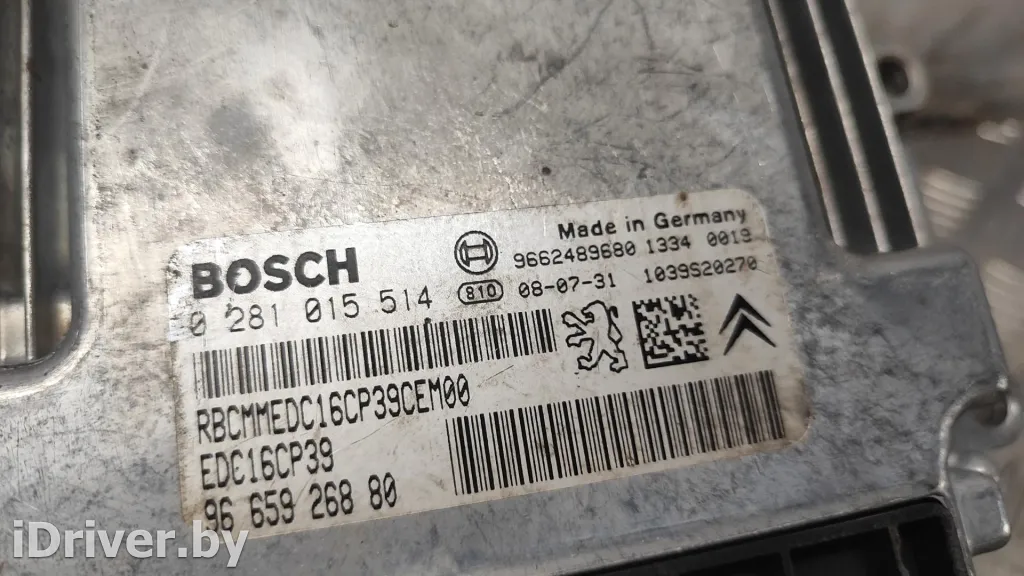 BOSCH
0 281 015 514
Made in Germany
9662489680 1334 0013
810 08-07-31 1039S20270
RBCMMEDC16CP39CEM00
EDC16CP39
96 659 268 80
iDriver.by